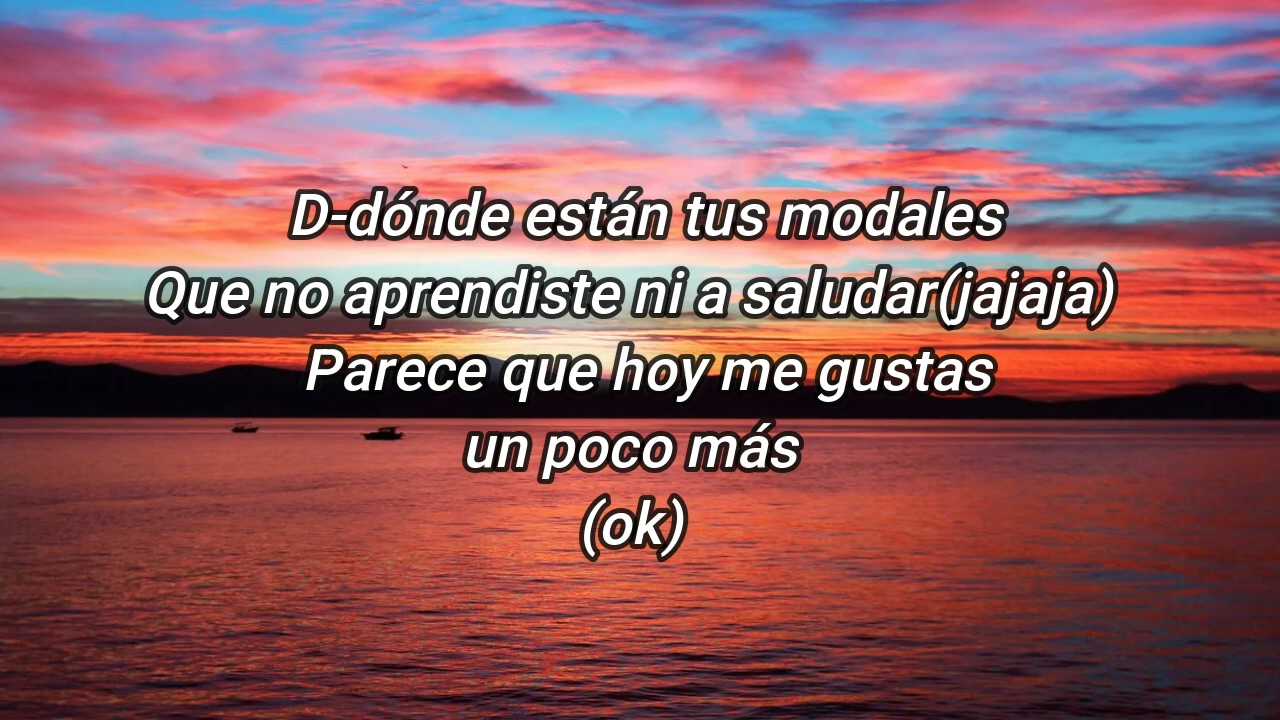 D-dónde están tus modales
Que no aprendiste ni a saludar(jajaja)
Parece que hoy me gustas
un poco más
(ok)